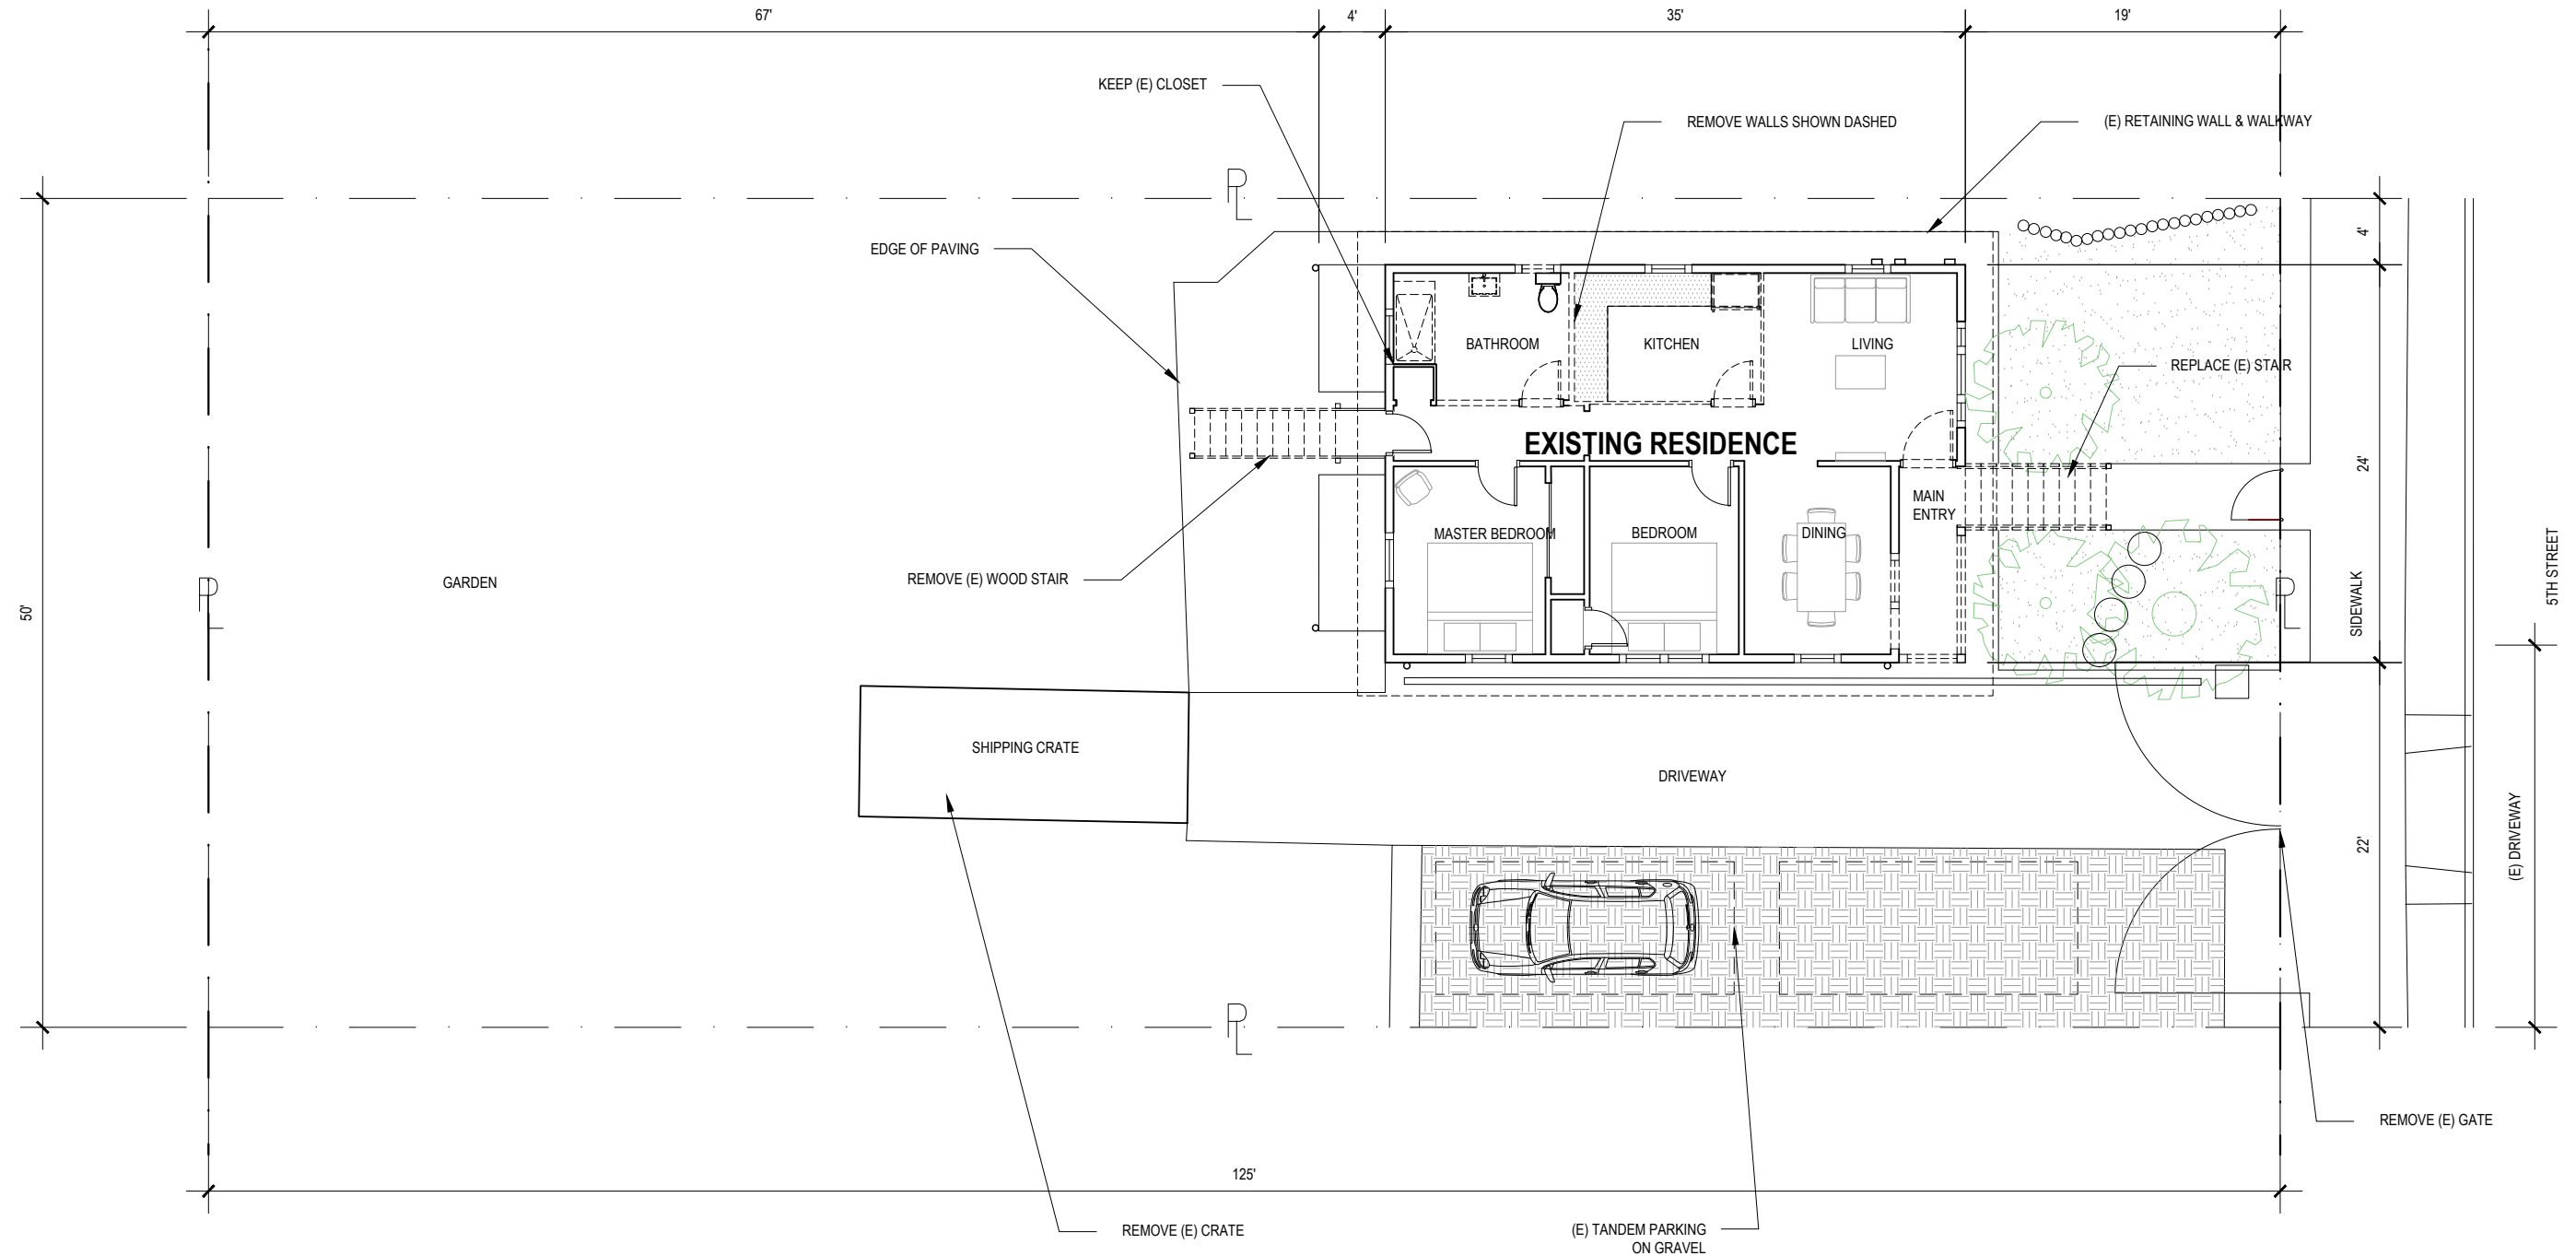 67'
4'
35'
19'
KEEP (E) CLOSET
REMOVE WALLS SHOWN DASHED
(E) RETAINING WALL & WALKWAY
PL
EDGE OF PAVING
4'
BATHROOM
KITCHEN
LIVING
REPLACE (E) STAIR
EXISTING RESIDENCE
24'
MAIN
ENTRY
MASTER BEDROOM
BEDROOM
DINING
REMOVE (E) WOOD STAIR
GARDEN
PL
PL
50'
SIDEWALK
5TH STREET
SHIPPING CRATE
DRIVEWAY
22'
(E) DRIVEWAY
PL
REMOVE (E) GATE
125'
REMOVE (E) CRATE
(E) TANDEM PARKING
ON GRAVEL